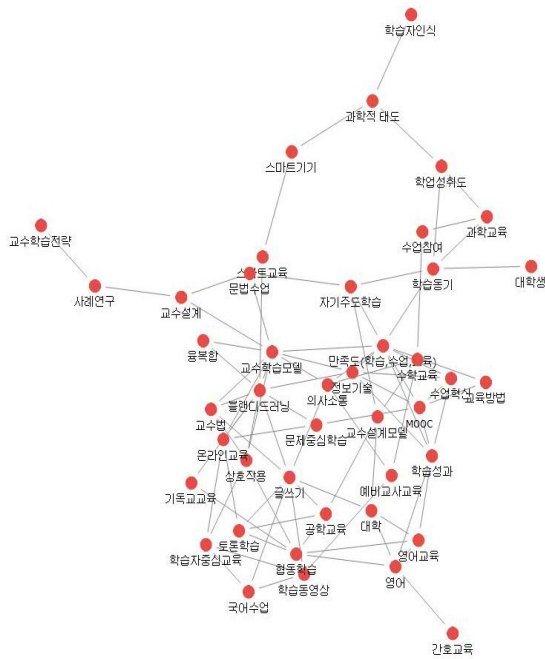 학습자인식
과학적 태도
스마트기기
학업성취도
과학교육
교수학습전략
수업참여
스마트교육
문법수업
학습동기
대학생
사례연구
자기주도학습
교수설계
융복합
교수학습모델
만족도(학습,수업,교육)
수학교육
정보기술
의사소통
수업혁신
교육방법
블랜디드러닝
교수법
문제중심학습
교수설계모델
MOOC
온라인교육
상호작용
학습성과
기독교교육
글쓰기
예비교사교육
공학교육
대학
토론학습
학습자중심교육
영어교육
협동학습
학습동영상
영어
국어수업
간호교육